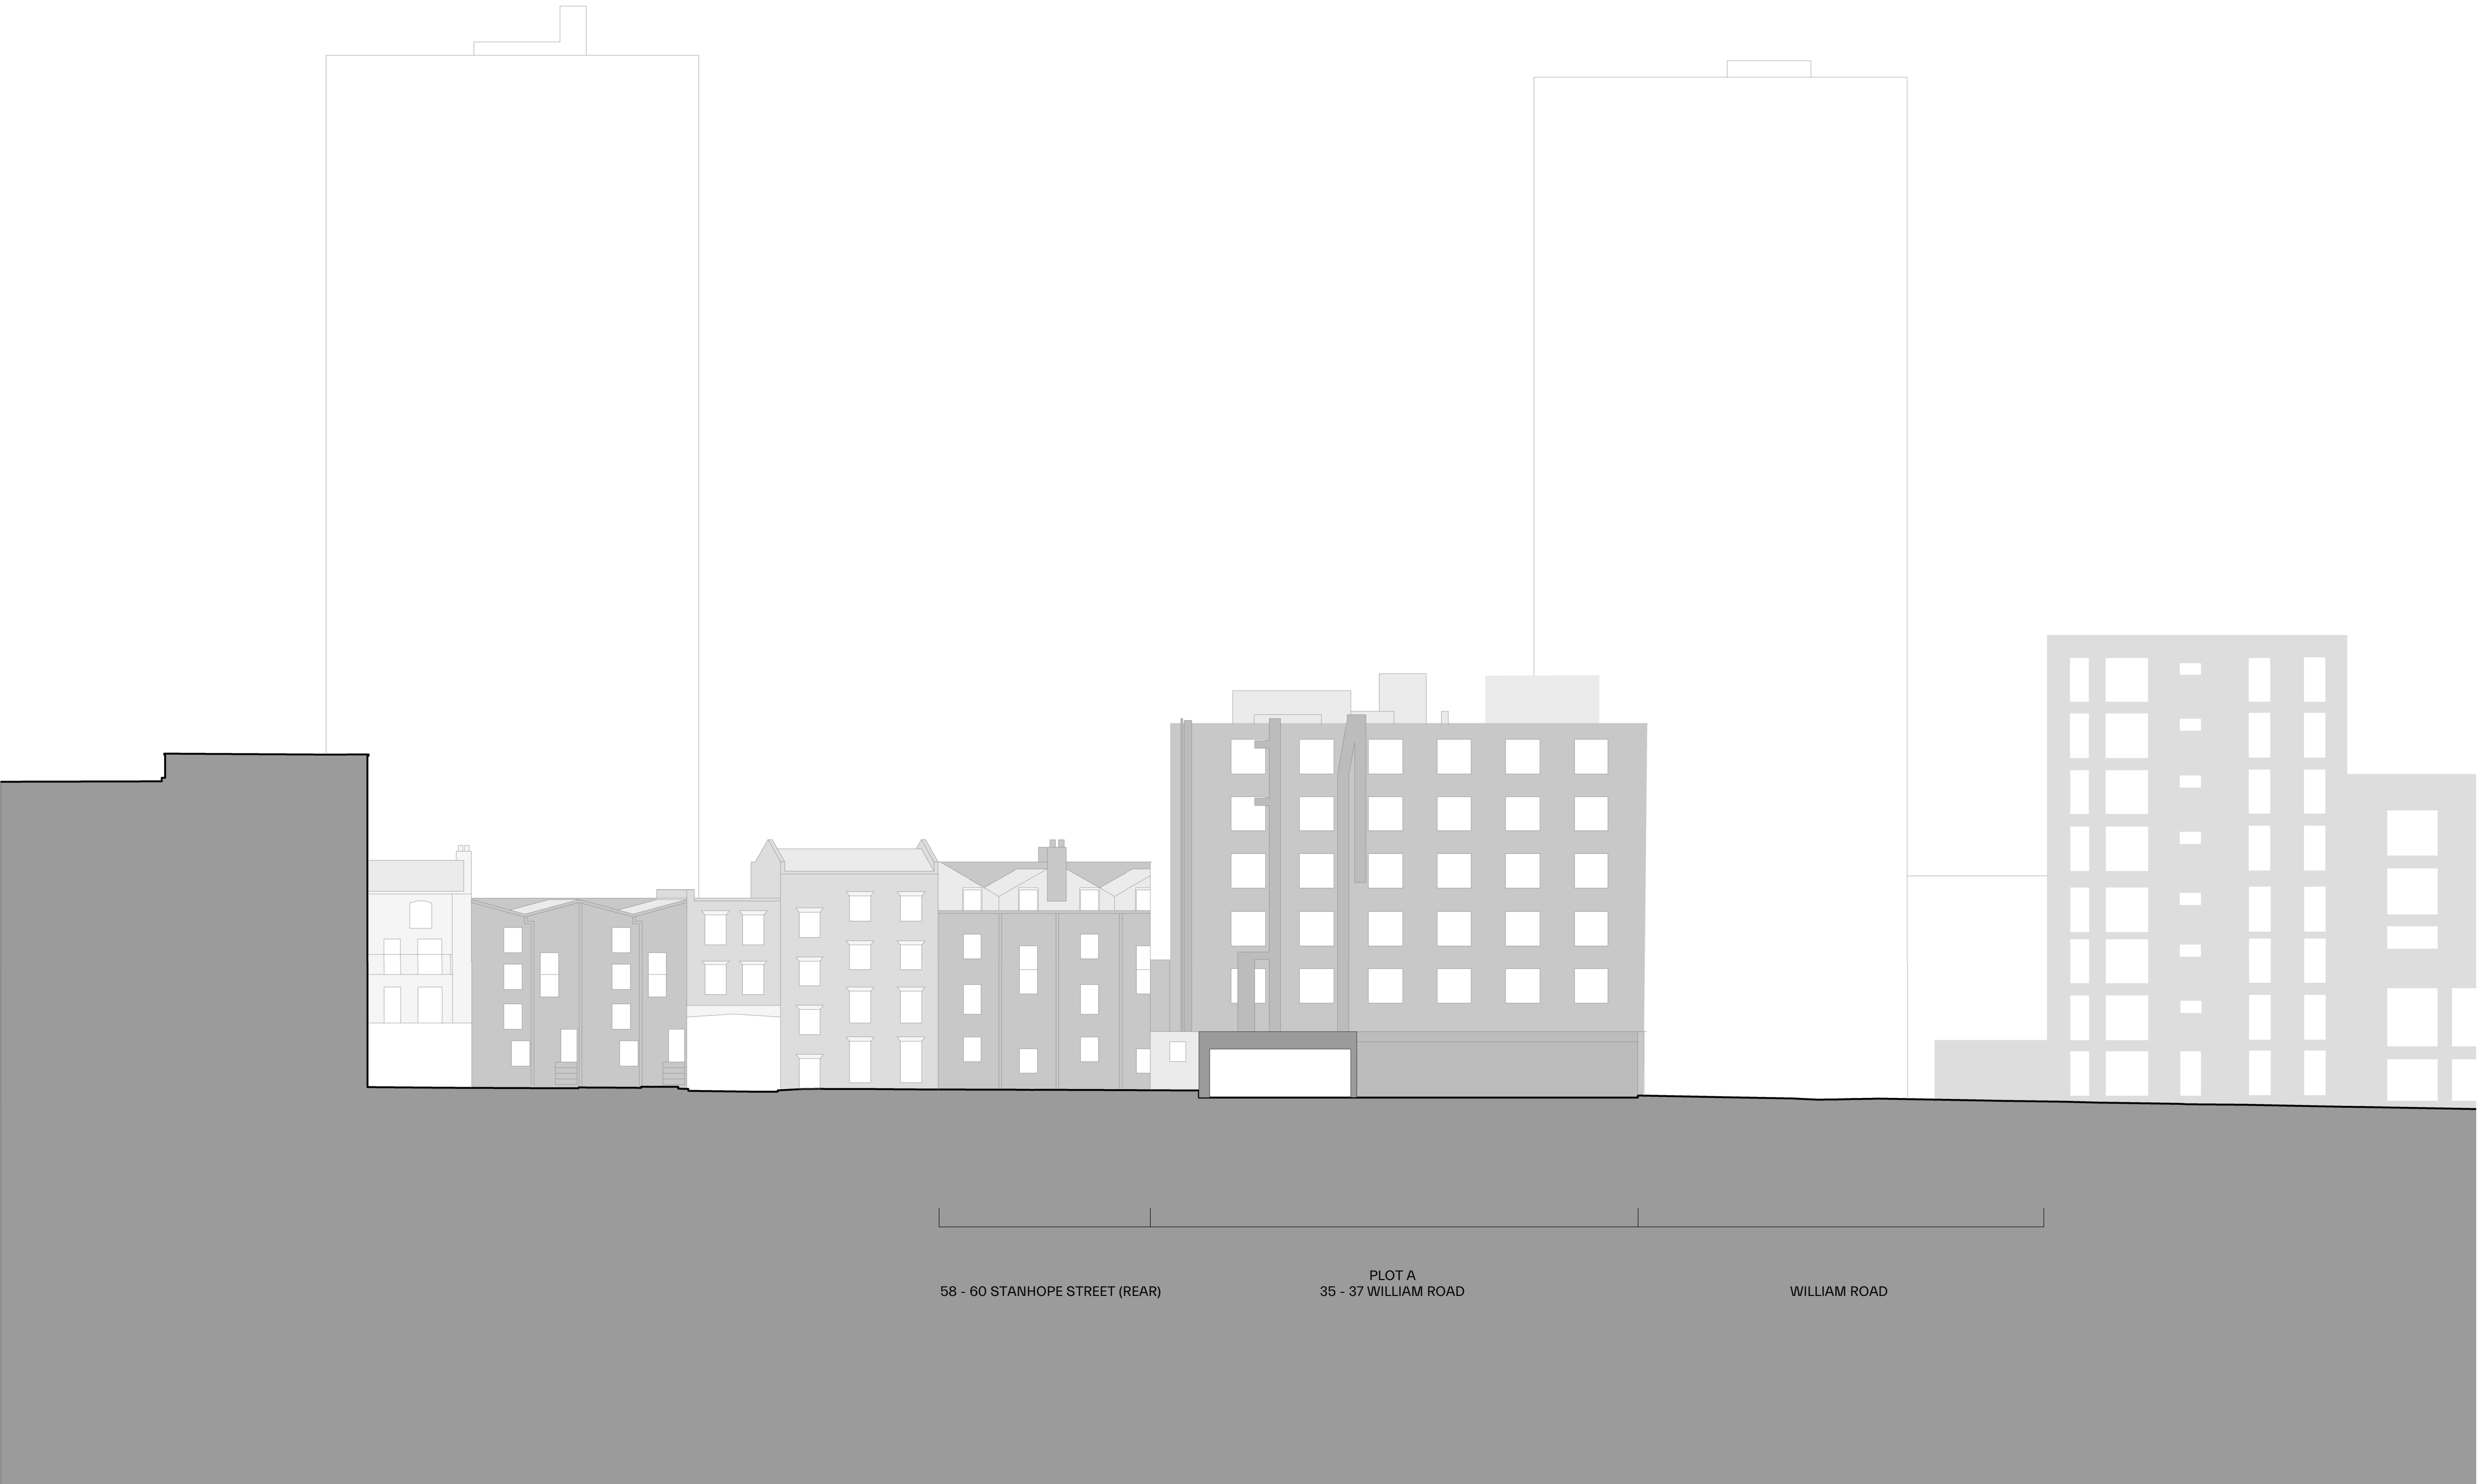 58 - 60 STANHOPE STREET (REAR)
PLOT A
35 - 37 WILLIAM ROAD
WILLIAM ROAD